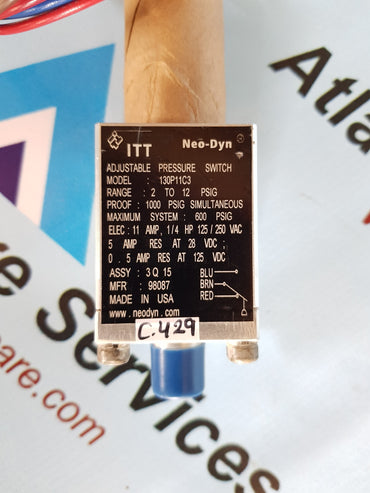 Atla
ITT Neo-Dyn
ADJUSTABLE PRESSURE SWITCH
MODEL : 130P11C3
RANGE : 2 TO 12 PSIG
PROOF : 1000 PSIG SIMULTANEOUS
MAXIMUM SYSTEM : 600 PSIG
ELEC : 11 AMP, 1/4 HP 125/250 VAC
5 AMP RES AT 28 VDC ;
0.5 AMP RES AT 125 VDC
ASSY : 3Q 15
MFR : 98087
MADE IN USA
www.neodyn.com
BLU
BRN
RED
C.429
Services
are.com